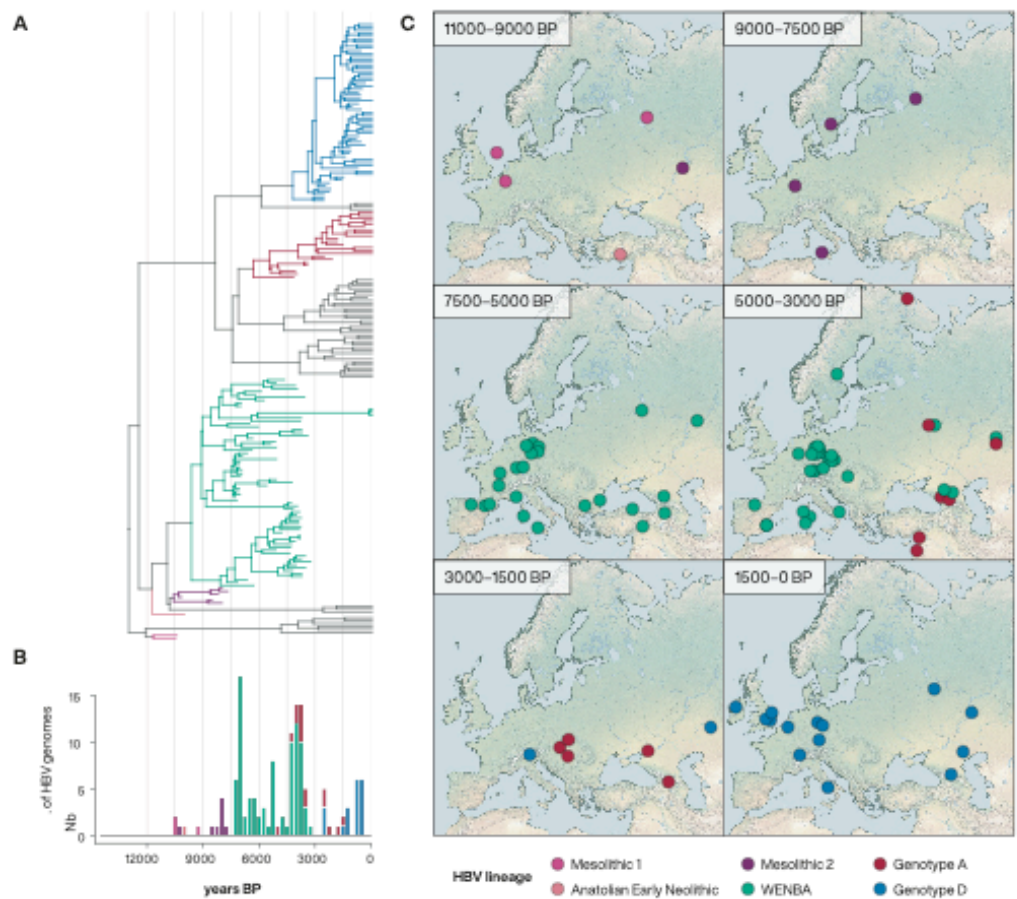 A
C
11000–9000 BP
9000–7500 BP
7500–5000 BP
5000–3000 BP
3000–1500 BP
1500–0 BP
B
Nb. of HBV genomes
15
10
5
0
12000 9000 6000 3000 0
years BP
HBV lineage
Mesolithic 1 Mesolithic 2 Genotype A
Anatolian Early Neolithic WENBA Genotype D